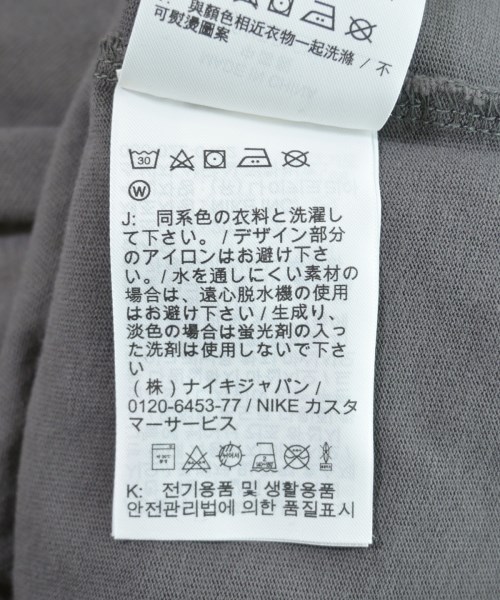 與顏色相近衣物一起洗滌 / 不
可熨燙圖案
30
W
J: 同系色の衣料と洗濯し
て下さい。/ デザイン部分
のアイロンはお避け下さ
い。/ 水を通しにくい素材の
場合は、遠心脱水機の使用
はお避け下さい / 生成り、
淡色の場合は蛍光剤の入っ
た洗剤は使用しないで下さ
い
(株) ナイキジャパン /
0120-6453-77 / NIKE カスタ
マーサービス
K: 전기용품 및 생활용품
안전관리법에 의한 품질표시